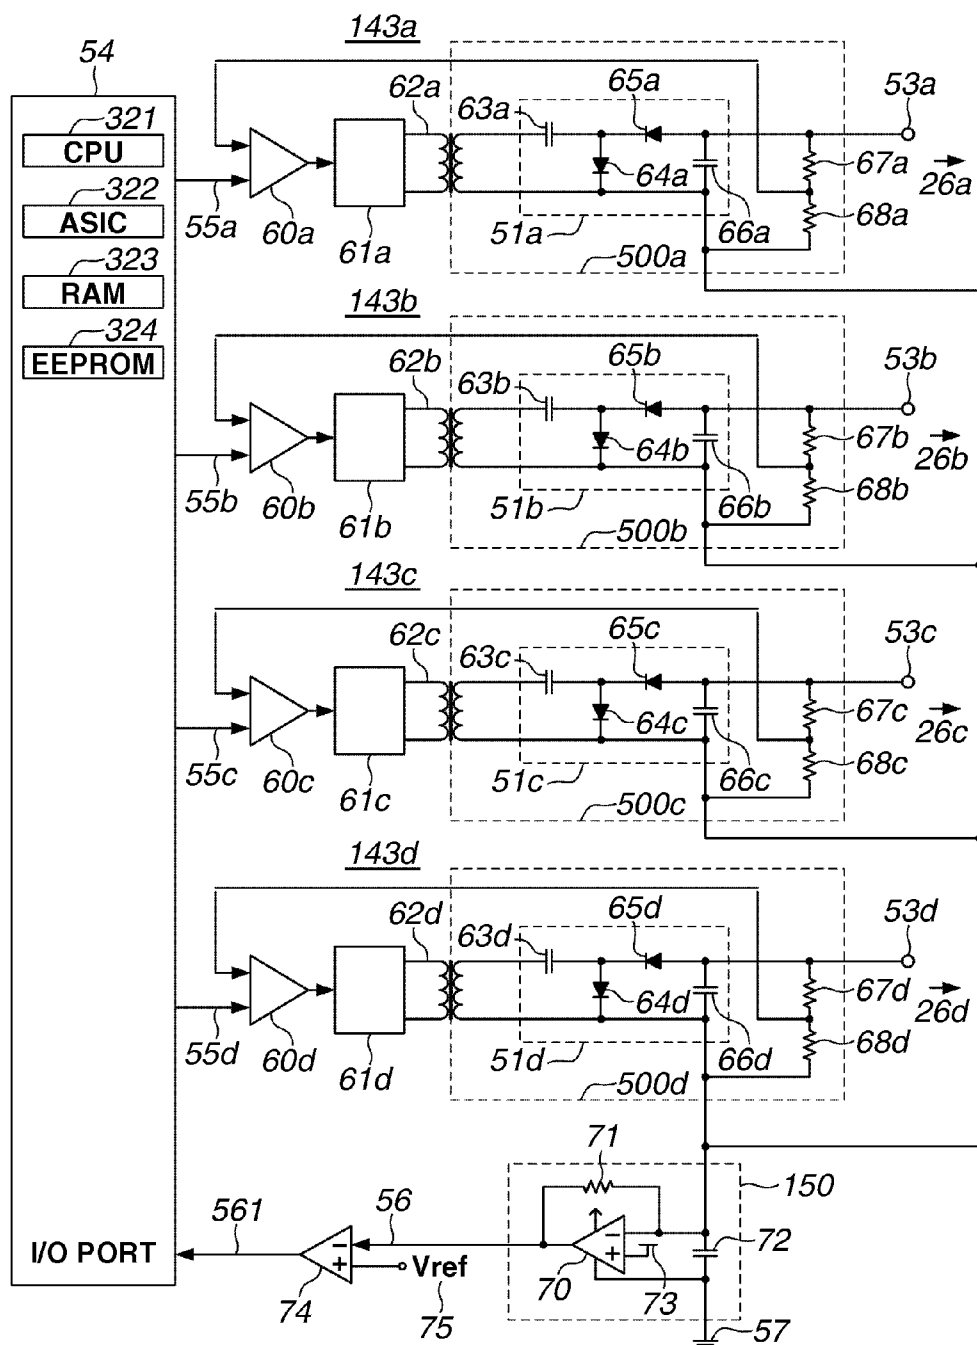 143a
54
62a
65a
53a
63a
321
CPU
67a
64a
26a
322
ASIC
55a
60a
51a
66a
68a
61a
500a
323
RAM
143b
324
EEPROM
62b
65b
53b
63b
67b
64b
26b
55b
60b
51b
66b
68b
61b
500b
143c
62c
65c
53c
63c
67c
64c
26c
55c
60c
51c
66c
68c
61c
500c
143d
62d
65d
53d
63d
67d
64d
26d
55d
60d
51d
66d
68d
61d
500d
71
150
561
56
−
72
I/O PORT
−
+
+
Vref
74
75
70
73
57